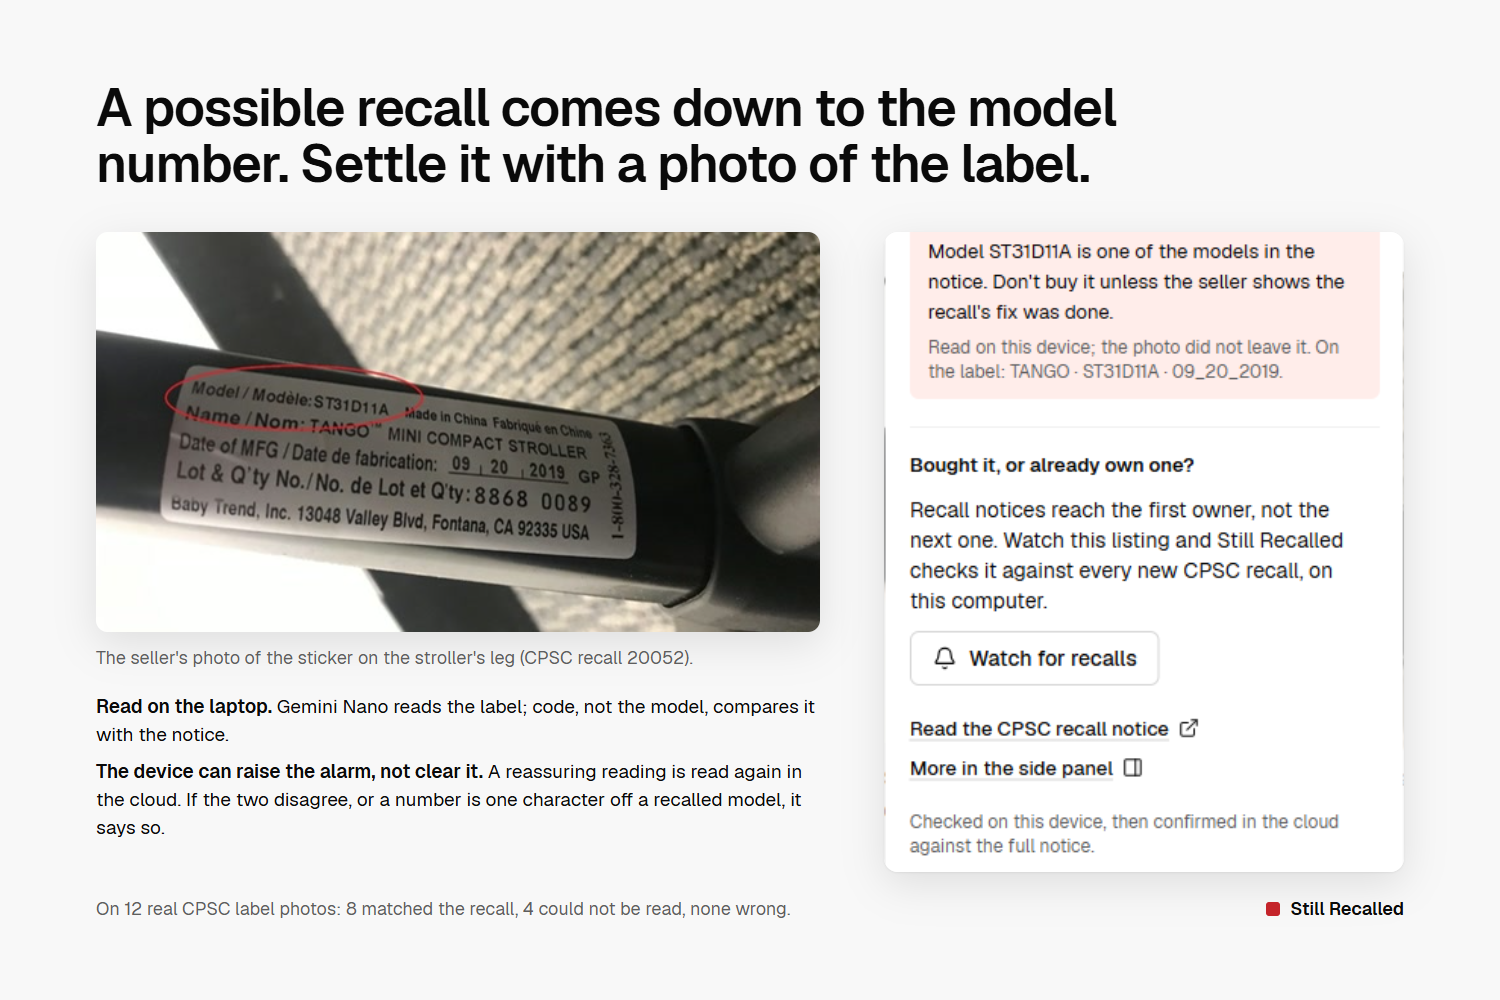 A possible recall comes down to the model
number. Settle it with a photo of the label.
Model / Modèle:ST31D11A
Made in China Fabriqué en Chine
Name / Nom: TANGO™ MINI COMPACT STROLLER
Date of MFG / Date de fabrication: 09 20 2019 GP
Lot & Q'ty No./No. de Lot et Q'ty:8868 0089
Baby Trend, Inc. 13048 Valley Blvd, Fontana, CA 92335 USA
1-800-328-7363
The seller's photo of the sticker on the stroller's leg (CPSC recall 20052).
Read on the laptop. Gemini Nano reads the label; code, not the model, compares it
with the notice.
The device can raise the alarm, not clear it. A reassuring reading is read again in
the cloud. If the two disagree, or a number is one character off a recalled model, it
says so.
Model ST31D11A is one of the models in the
notice. Don't buy it unless the seller shows the
recall's fix was done.
Read on this device; the photo did not leave it. On
the label: TANGO · ST31D11A · 09_20_2019.
Bought it, or already own one?
Recall notices reach the first owner, not the
next one. Watch this listing and Still Recalled
checks it against every new CPSC recall, on
this computer.
Watch for recalls
Read the CPSC recall notice
More in the side panel
Checked on this device, then confirmed in the cloud
against the full notice.
On 12 real CPSC label photos: 8 matched the recall, 4 could not be read, none wrong.
Still Recalled